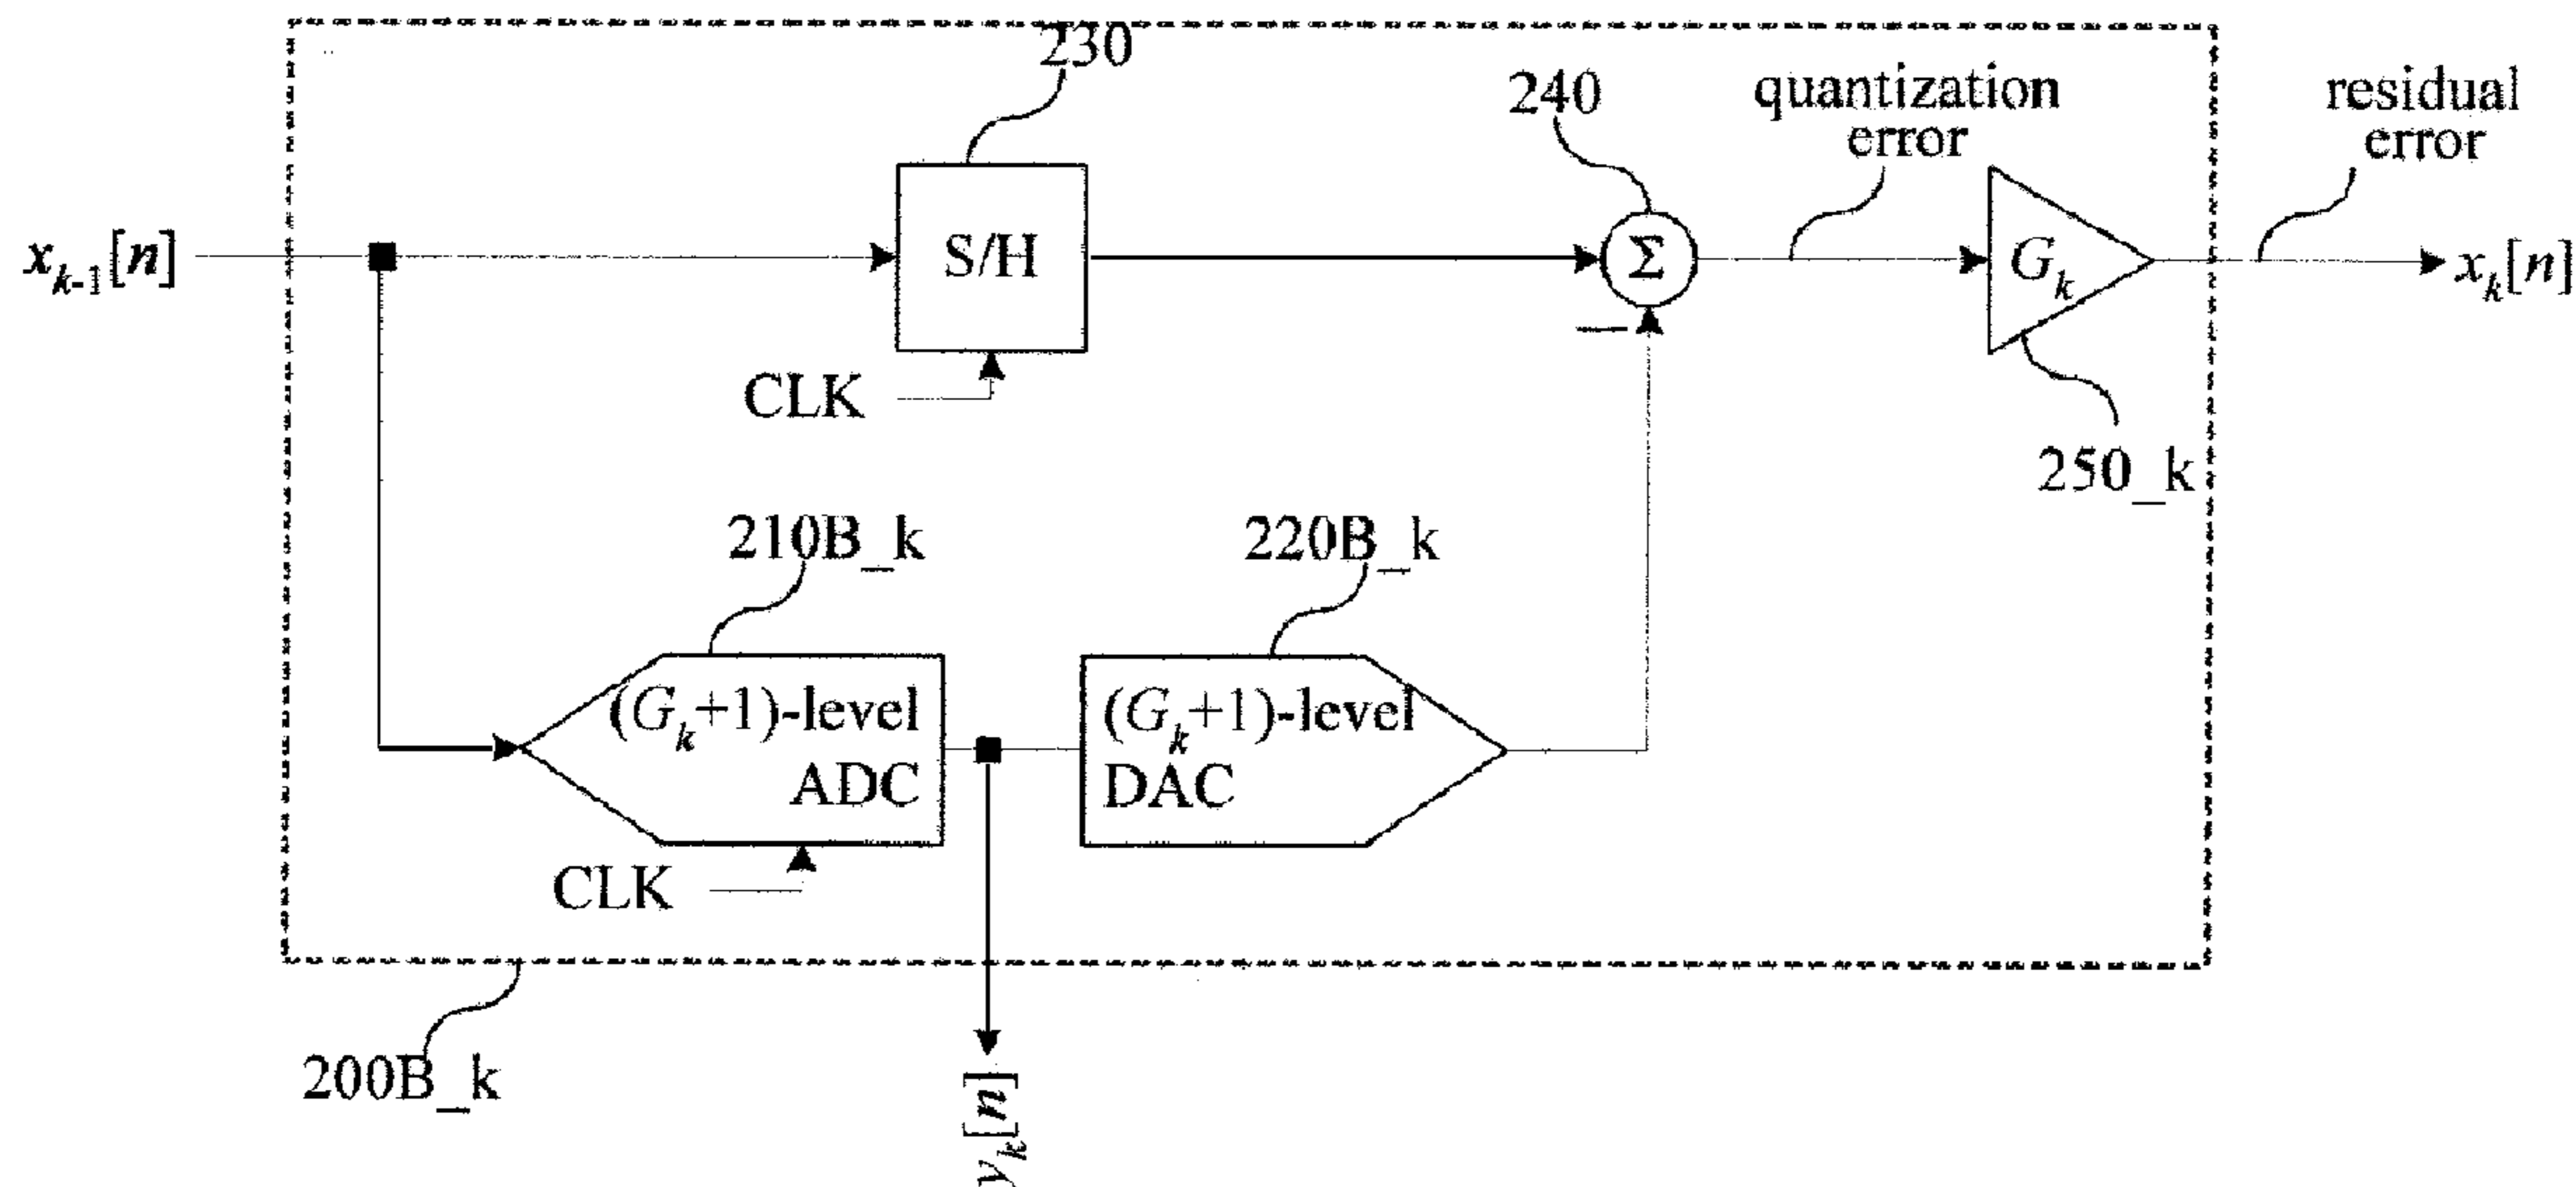 230
240
quantization
error
residual
error
x_{k-1}[n]
S/H
Σ
G_k
x_k[n]
CLK
−
250_k
210B_k
220B_k
(G_k+1)-level
ADC
(G_k+1)-level
DAC
CLK
200B_k
y_k[n]